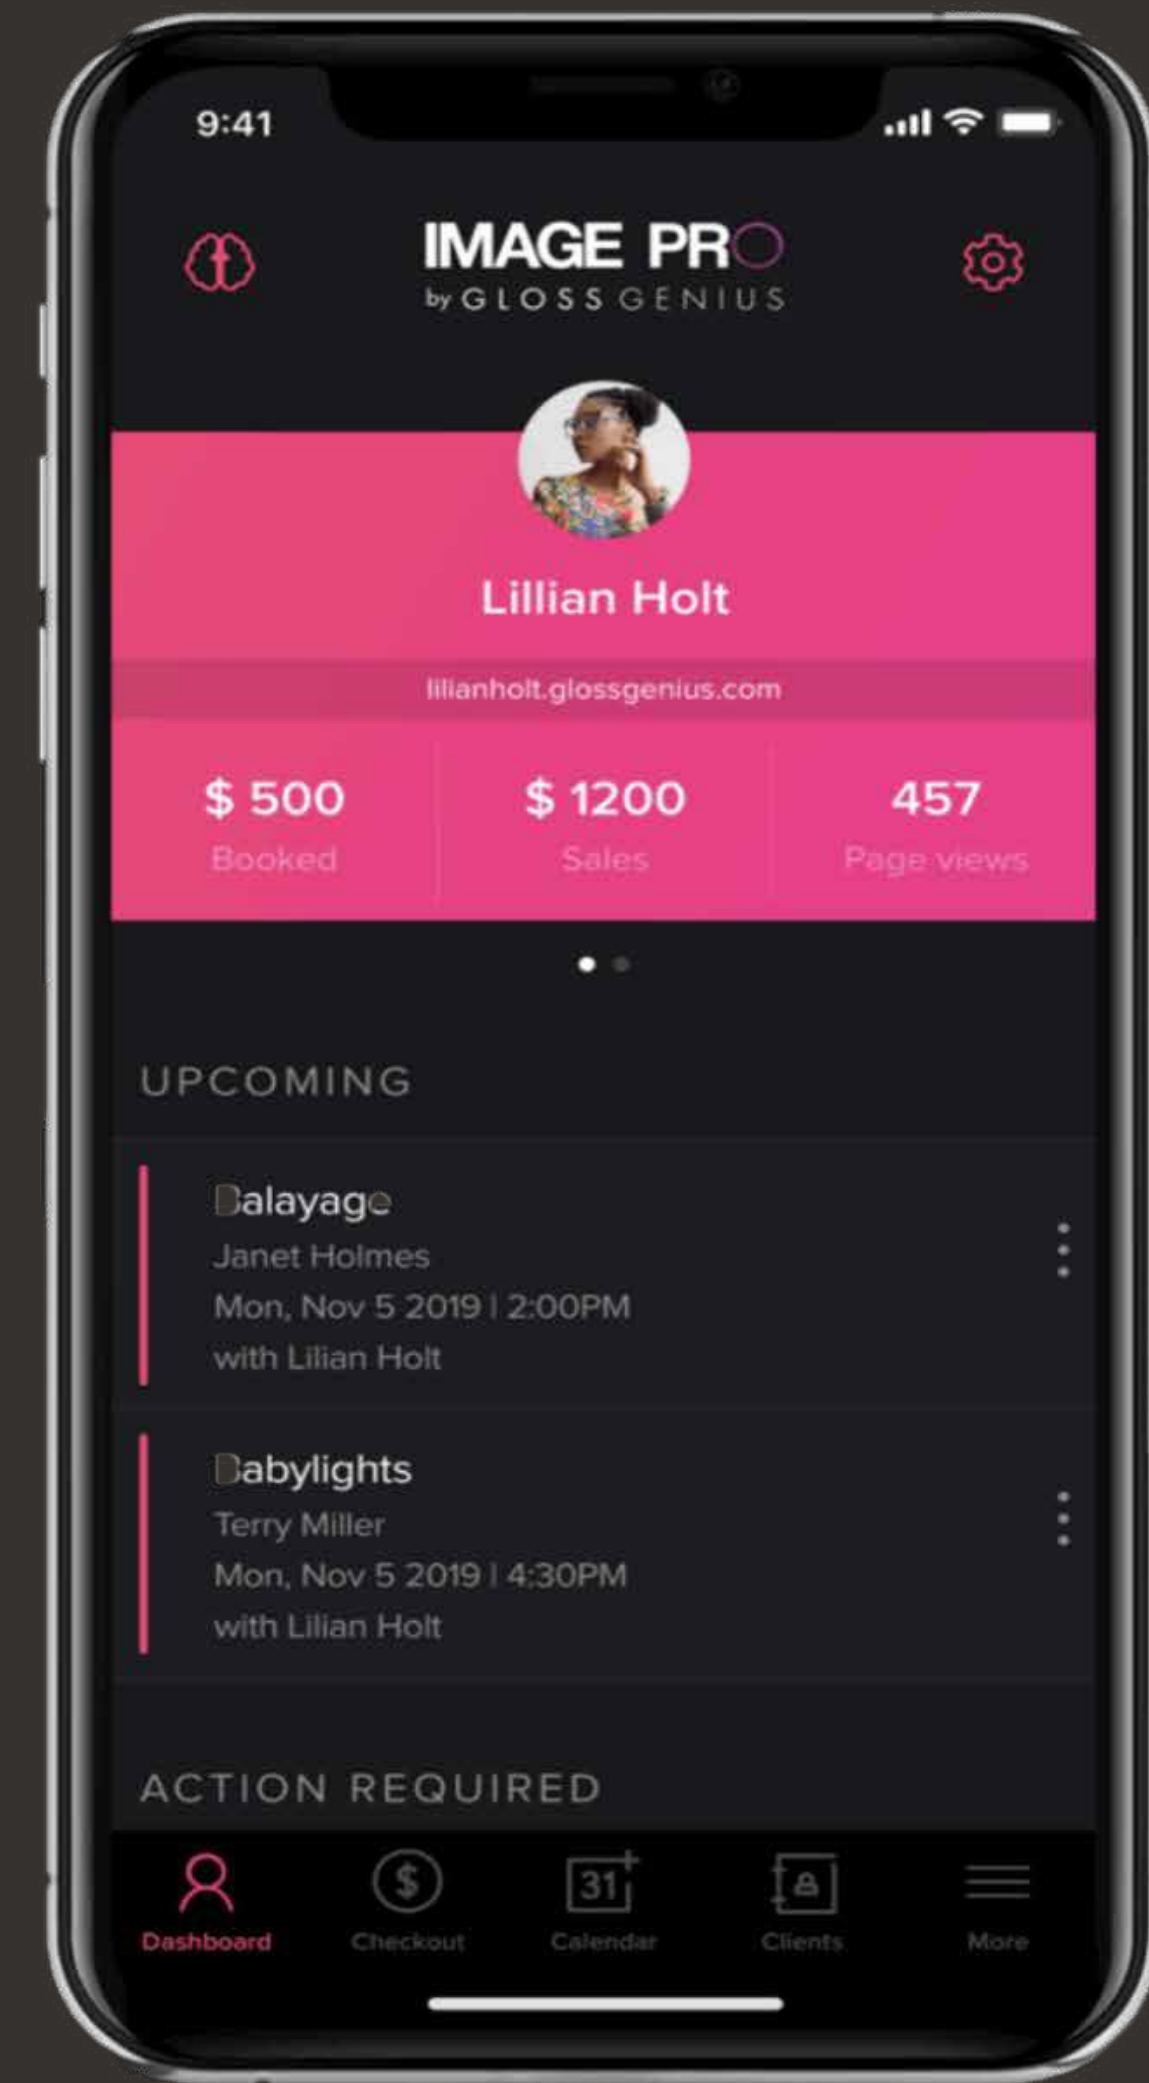 9:41
IMAGE PRO
by GLOSSGENIUS
Lillian Holt
lilianholt.glossgenius.com
$ 500
Booked
$ 1200
Sales
457
Page views
UPCOMING
Balayage
Janet Holmes
Mon, Nov 5 2019 | 2:00PM
with Lilian Holt
Babylights
Terry Miller
Mon, Nov 5 2019 | 4:30PM
with Lilian Holt
ACTION REQUIRED
31
Dashboard
Checkout
Calendar
Clients
More